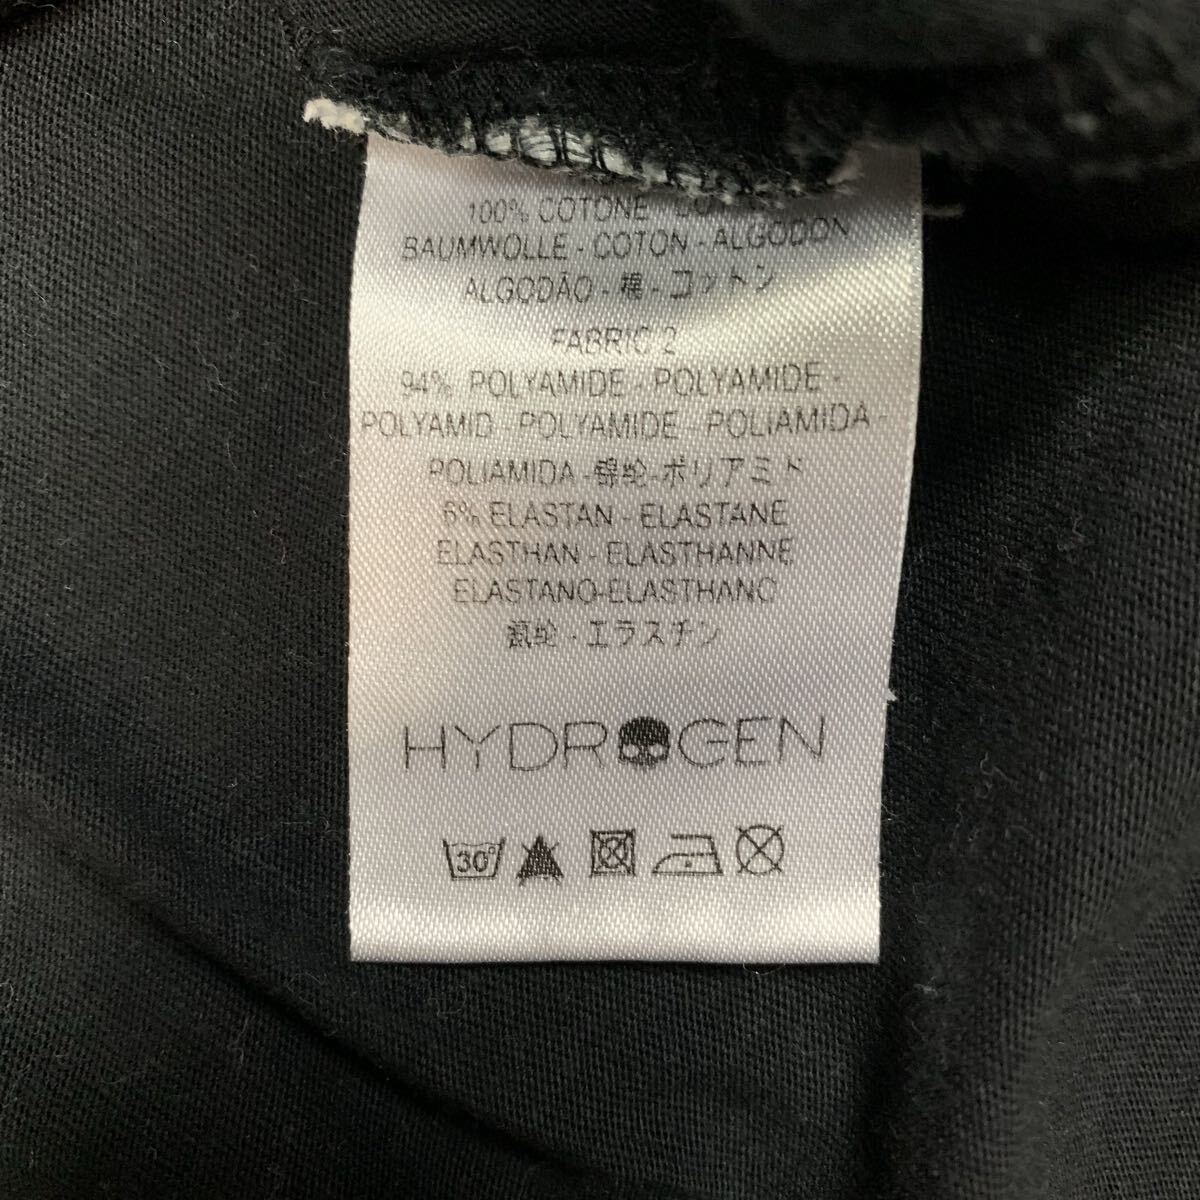 100% COTONE -
BAUMWOLLE - COTON - ALGODON
ALGODÃO - 棉 - コットン
FABRIC 2
94% POLYAMIDE - POLYAMIDE -
POLYAMID - POLYAMIDE - POLIAMIDA -
POLIAMIDA -锦纶-ポリアミド
6% ELASTAN - ELASTANE
ELASTHAN - ELASTHANNE
ELASTANO-ELASTHANO
氨纶 - エラスチン
HYDROGEN
30°